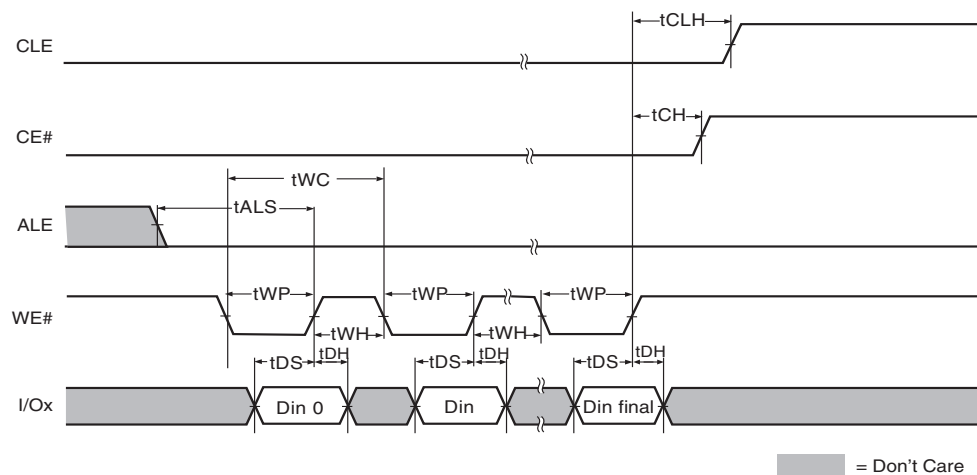 tCLH
CLE
tCH
CE#
tWC
tALS
ALE
tWP tWP tWP
WE#
tWH tWH
tDS tDH tDS tDH tDS tDH
I/Ox Din 0 Din Din final
= Don't Care